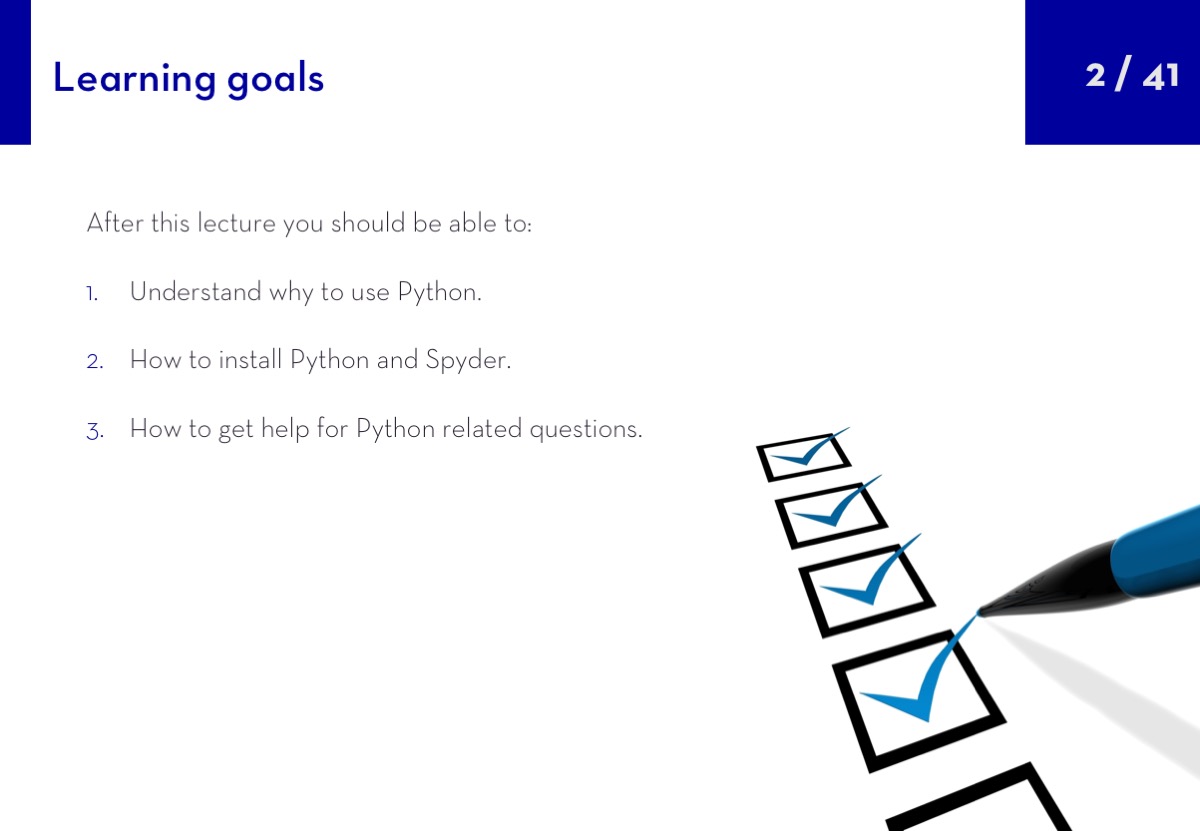 Learning goals
2 / 41
After this lecture you should be able to:
1. Understand why to use Python.
2. How to install Python and Spyder.
3. How to get help for Python related questions.